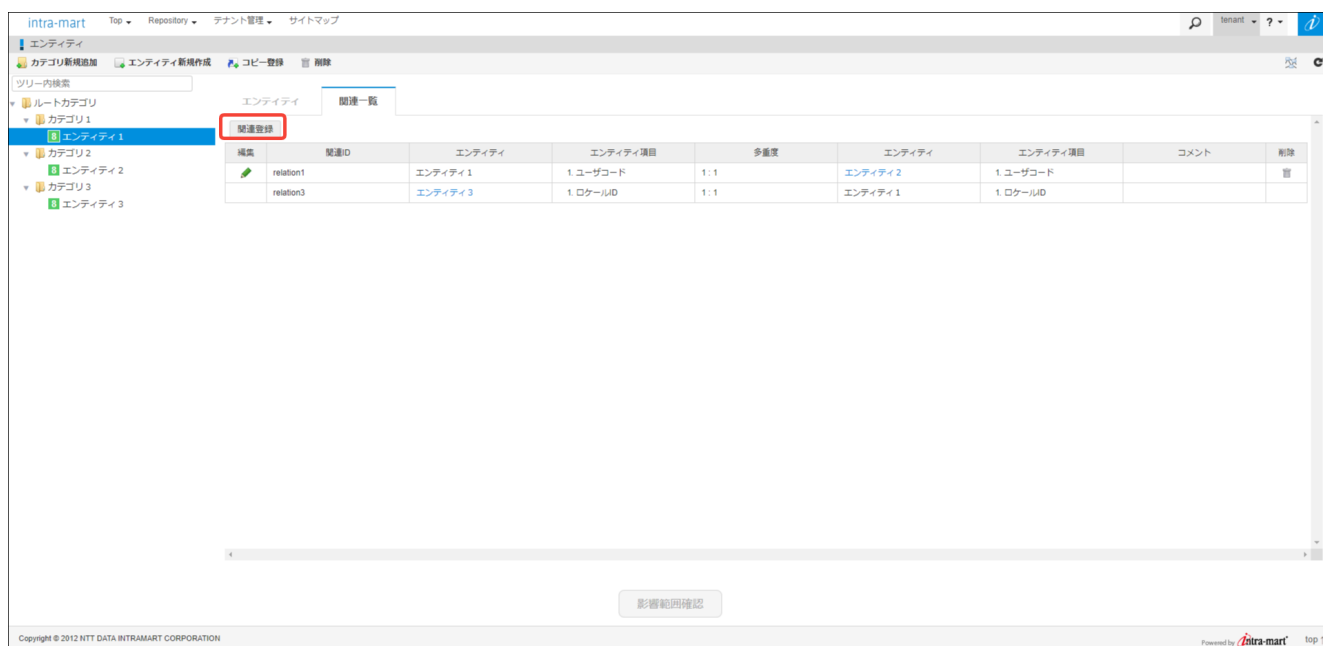 intra-mart Top Repository テナント管理 サイトマップ tenant ?
エンティティ
カテゴリ新規追加 エンティティ新規作成 コピー登録 削除
ツリー内検索
ルートカテゴリ
カテゴリ1
エンティティ1
カテゴリ2
エンティティ2
カテゴリ3
エンティティ3
エンティティ 関連一覧
関連登録
編集 関連ID エンティティ エンティティ項目 多重度 エンティティ エンティティ項目 コメント 削除
relation1 エンティティ1 1. ユーザコード 1 : 1 エンティティ2 1. ユーザコード
relation3 エンティティ3 1. ロケールID 1 : 1 エンティティ1 1. ロケールID
影響範囲確認
Copyright © 2012 NTT DATA INTRAMART CORPORATION Powered by intra-mart top